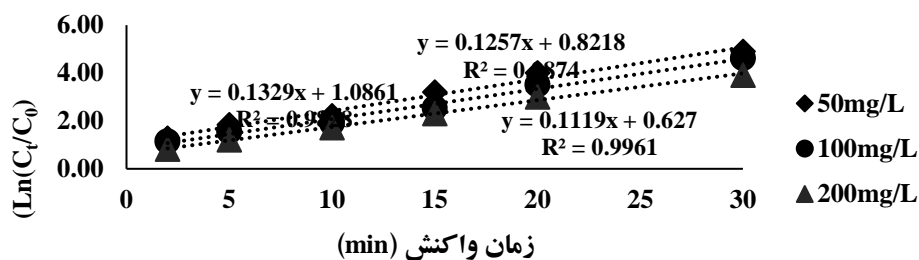 6.00
4.00
2.00
0.00
(Ln(Cₜ/C₀)
y = 0.1257x + 0.8218
y = 0.1329x + 1.0861
y = 0.1119x + 0.627
R² = 0.9961
50mg/L
100mg/L
200mg/L
0 5 10 15 20 30
زمان واکنش (min)